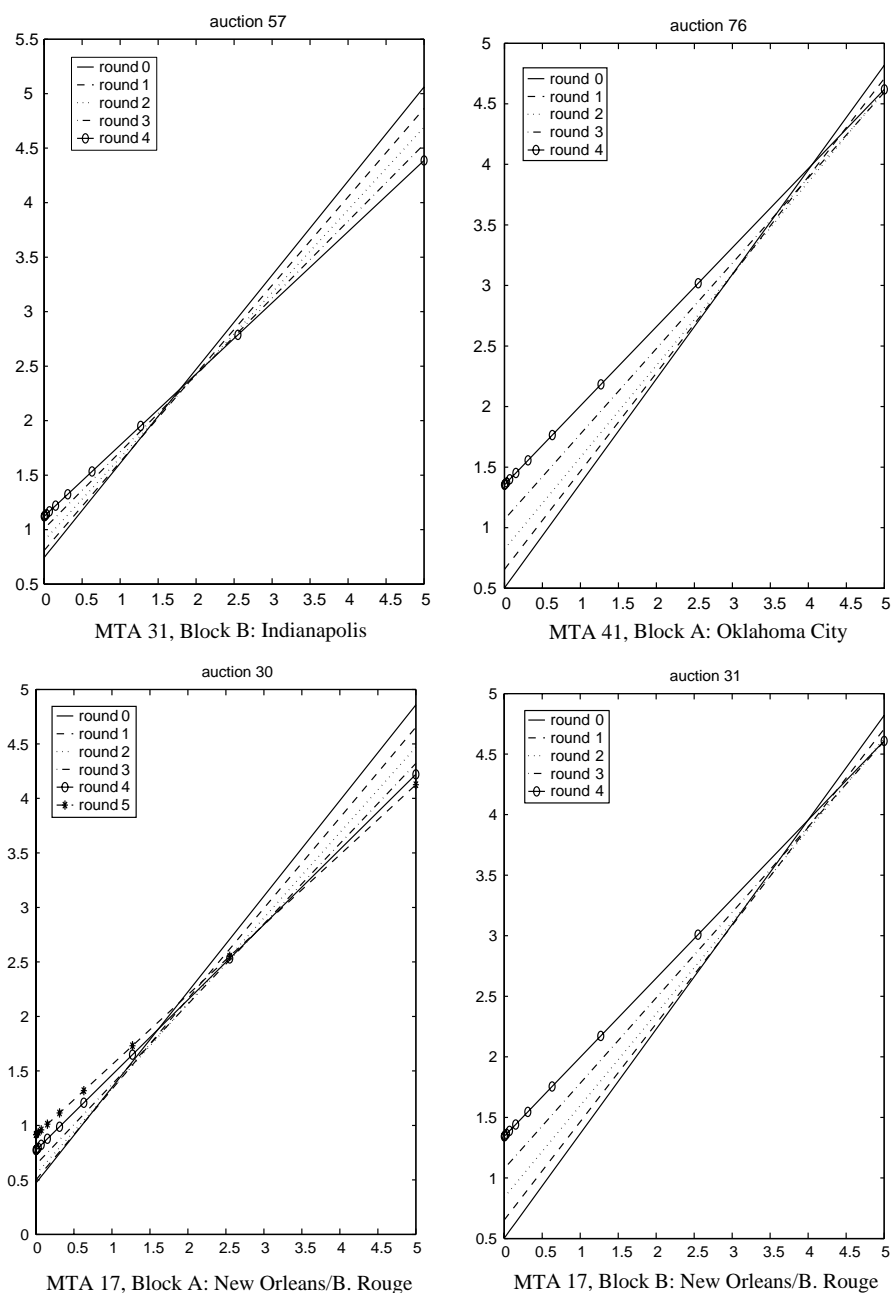 auction 57
5.5
5
4.5
4
3.5
3
2.5
2
1.5
1
0.5
round 0
round 1
round 2
round 3
round 4
0 0.5 1 1.5 2 2.5 3 3.5 4 4.5 5
MTA 31, Block B: Indianapolis
auction 76
5
4.5
4
3.5
3
2.5
2
1.5
1
0.5
round 0
round 1
round 2
round 3
round 4
0 0.5 1 1.5 2 2.5 3 3.5 4 4.5 5
MTA 41, Block A: Oklahoma City
auction 30
5
4.5
4
3.5
3
2.5
2
1.5
1
0.5
0
round 0
round 1
round 2
round 3
round 4
round 5
0 0.5 1 1.5 2 2.5 3 3.5 4 4.5 5
MTA 17, Block A: New Orleans/B. Rouge
auction 31
5
4.5
4
3.5
3
2.5
2
1.5
1
0.5
round 0
round 1
round 2
round 3
round 4
0 0.5 1 1.5 2 2.5 3 3.5 4 4.5 5
MTA 17, Block B: New Orleans/B. Rouge